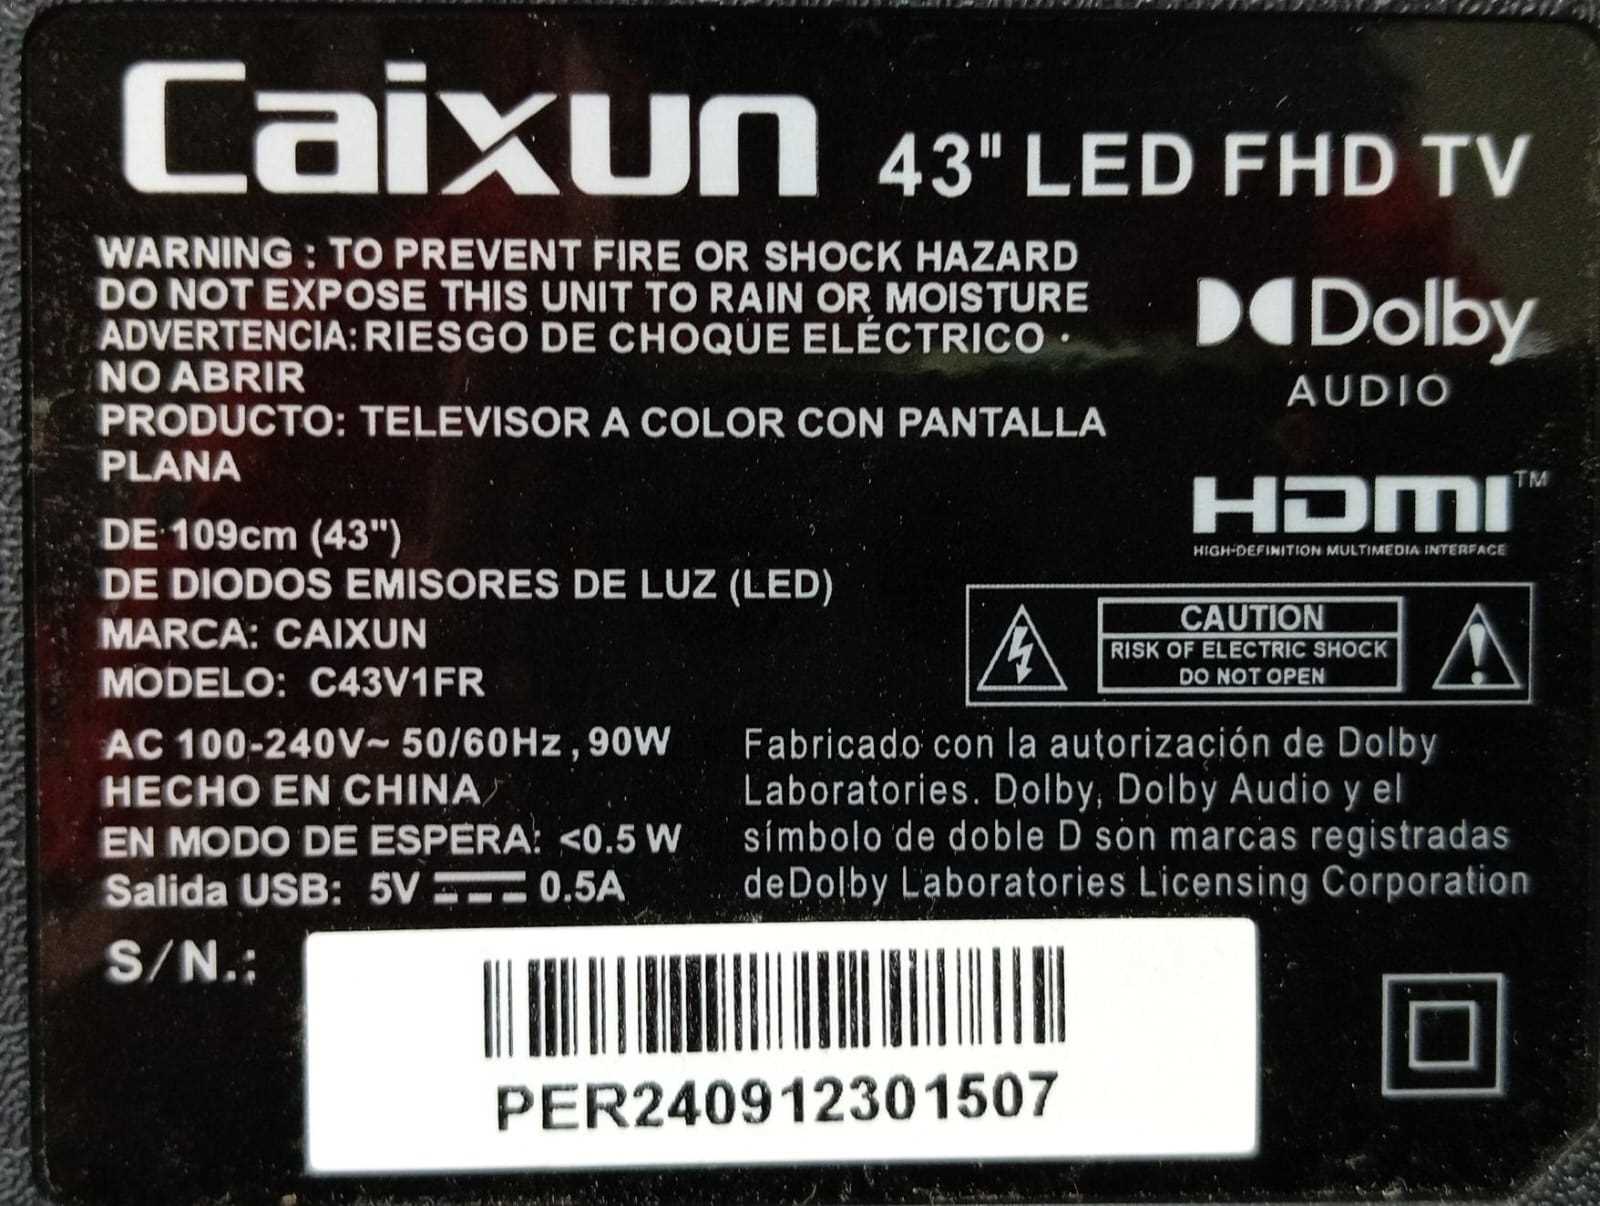 Caixun 43" LED FHD TV
WARNING : TO PREVENT FIRE OR SHOCK HAZARD
DO NOT EXPOSE THIS UNIT TO RAIN OR MOISTURE
ADVERTENCIA: RIESGO DE CHOQUE ELÉCTRICO ·
NO ABRIR
PRODUCTO: TELEVISOR A COLOR CON PANTALLA
PLANA
DE 109cm (43")
DE DIODOS EMISORES DE LUZ (LED)
MARCA: CAIXUN
MODELO: C43V1FR
AC 100-240V~ 50/60Hz , 90W
HECHO EN CHINA
EN MODO DE ESPERA: <0.5 W
Salida USB: 5V ⎓ 0.5A
Dolby
AUDIO
HDMI™
HIGH-DEFINITION MULTIMEDIA INTERFACE
CAUTION
RISK OF ELECTRIC SHOCK
DO NOT OPEN
Fabricado con la autorización de Dolby
Laboratories. Dolby, Dolby Audio y el
símbolo de doble D son marcas registradas
deDolby Laboratories Licensing Corporation
S/N.:
PER240912301507